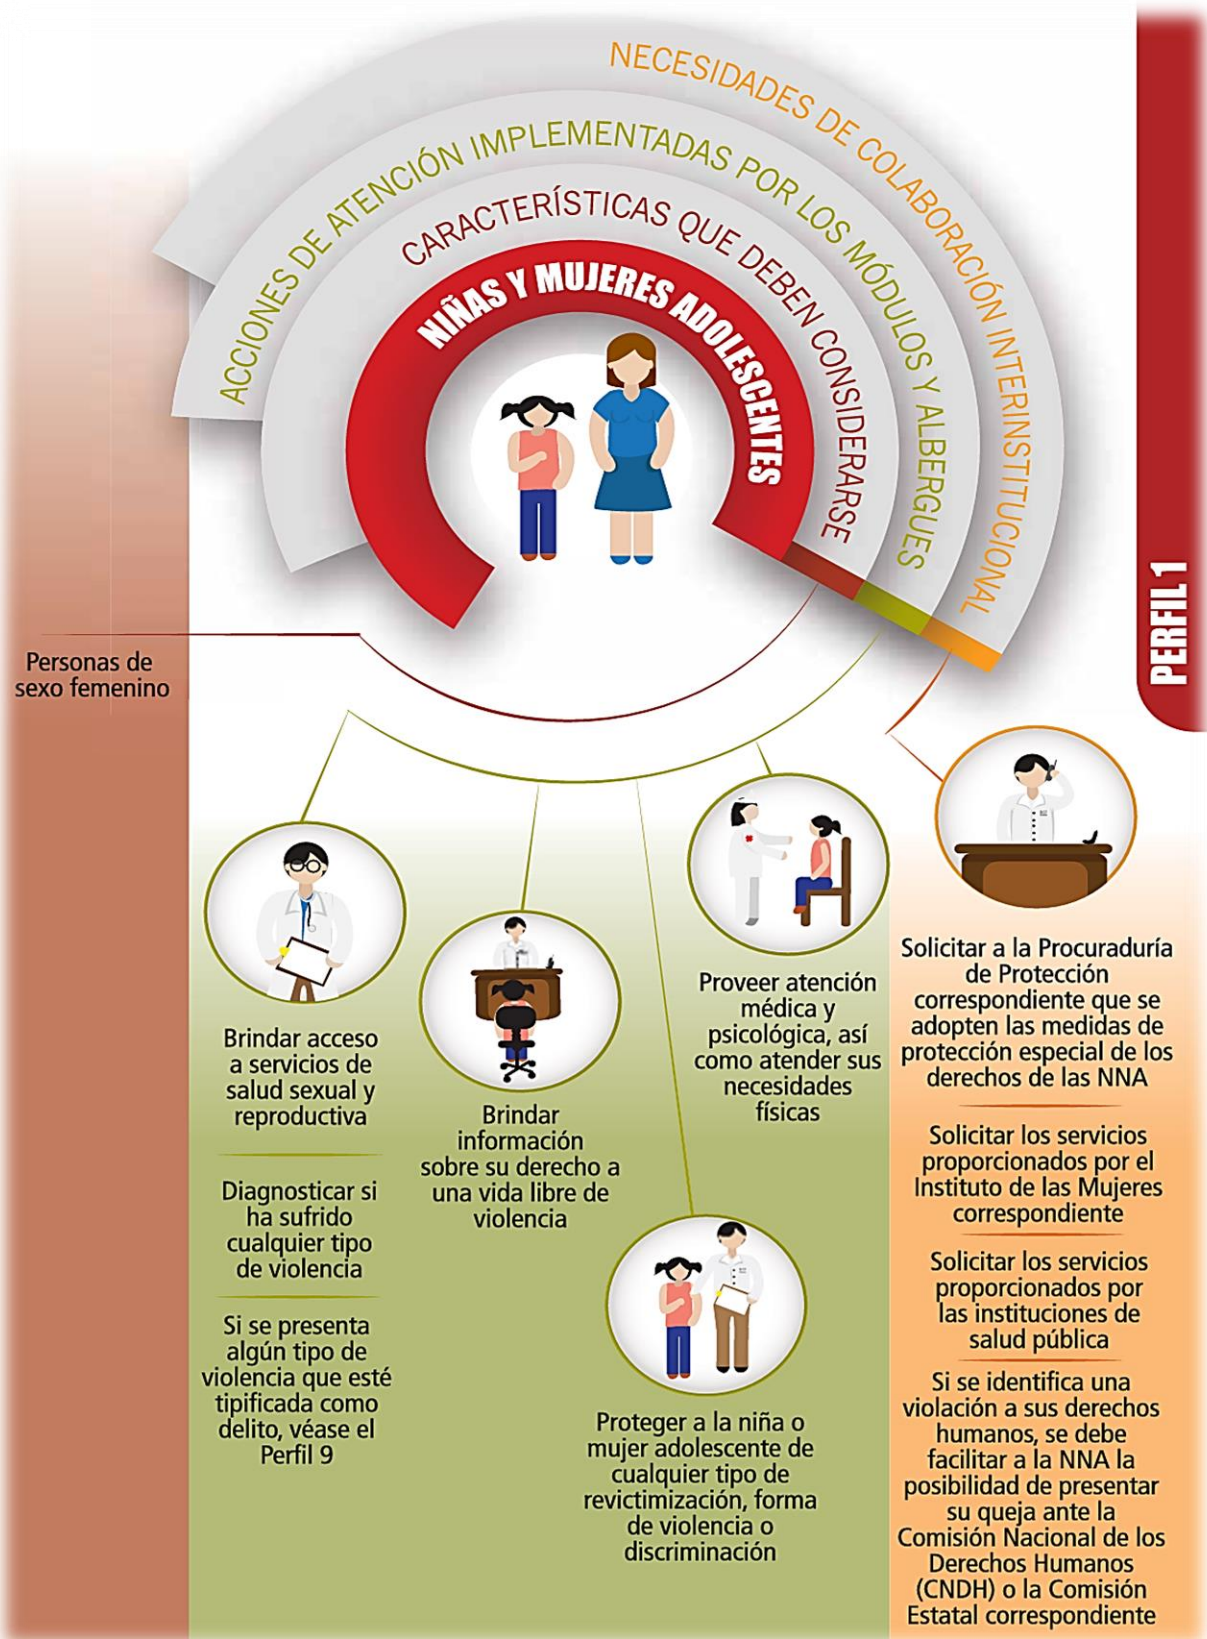 NECESIDADES DE COLABORACIÓN INTERINSTITUCIONAL
ACCIONES DE ATENCIÓN IMPLEMENTADAS POR LOS MÓDULOS Y ALBERGUES
CARACTERÍSTICAS QUE DEBEN CONSIDERARSE
NIÑAS Y MUJERES ADOLESCENTES
PERFIL 1
Personas de
sexo femenino
Brindar acceso
a servicios de
salud sexual y
reproductiva
Diagnosticar si
ha sufrido
cualquier tipo
de violencia
Si se presenta
algún tipo de
violencia que esté
tipificada como
delito, véase el
Perfil 9
Brindar
información
sobre su derecho a
una vida libre de
violencia
Proteger a la niña o
mujer adolescente de
cualquier tipo de
revictimización, forma
de violencia o
discriminación
Proveer atención
médica y
psicológica, así
como atender sus
necesidades
físicas
Solicitar a la Procuraduría
de Protección
correspondiente que se
adopten las medidas de
protección especial de los
derechos de las NNA
Solicitar los servicios
proporcionados por el
Instituto de las Mujeres
correspondiente
Solicitar los servicios
proporcionados por
las instituciones de
salud pública
Si se identifica una
violación a sus derechos
humanos, se debe
facilitar a la NNA la
posibilidad de presentar
su queja ante la
Comisión Nacional de los
Derechos Humanos
(CNDH) o la Comisión
Estatal correspondiente